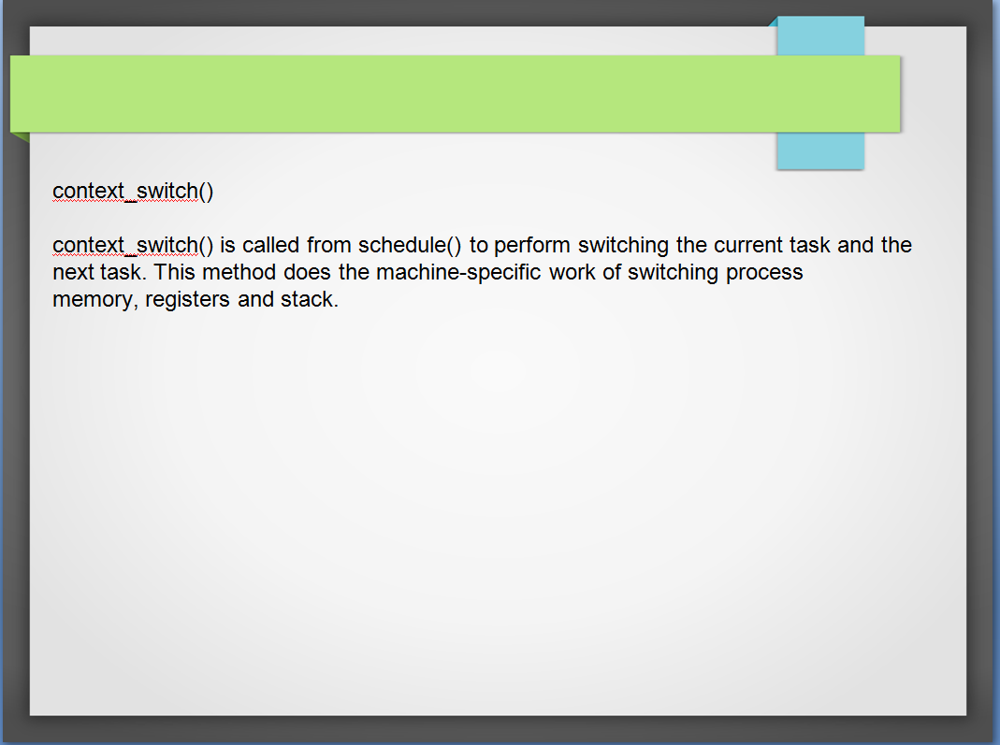 context_switch()
context_switch() is called from schedule() to perform switching the current task and the
next task. This method does the machine-specific work of switching process
memory, registers and stack.